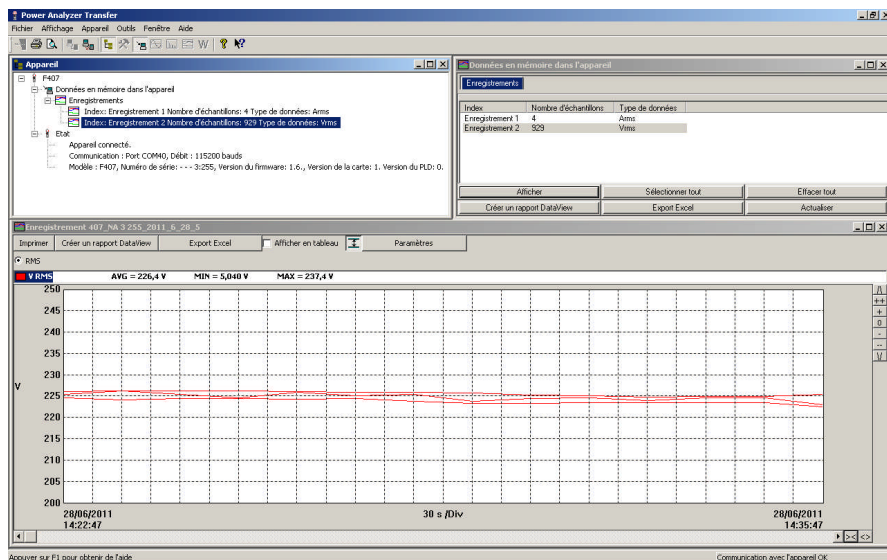 Power Analyzer Transfer
Fichier Affichage Appareil Outils Fenêtre Aide
Appareil
F407
Données en mémoire dans l'appareil
Enregistrements
Index: Enregistrement 1 Nombre d'échantillons: 4 Type de données: Arms
Index: Enregistrement 2 Nombre d'échantillons: 929 Type de données: Vrms
Etat
Appareil connecté.
Communication : Port COM40, Débit : 115200 bauds
Modèle : F407, Numéro de série: - - - 3:255, Version du firmware: 1.6., Version de la carte: 1. Version du PLD: 0.
Données en mémoire dans l'appareil
Enregistrements
Index Nombre d'échantillons Type de données
Enregistrement 1 4 Arms
Enregistrement 2 929 Vrms
Afficher Sélectionner tout Effacer tout
Créer un rapport DataView Export Excel Actualiser
Enregistrement 407_NA 3 255_2011_6_28_5
Imprimer Créer un rapport DataView Export Excel Afficher en tableau Paramètres
RMS
V RMS AVG = 226,4 V MIN = 5,040 V MAX = 237,4 V
250
245
240
235
230
V
225
220
215
210
205
200
28/06/2011 30 s /Div 28/06/2011
14:22:47 14:35:47
++
+
0
-
--
>< <>
Appuyer sur F1 pour obtenir de l'aide Communication avec l'appareil OK